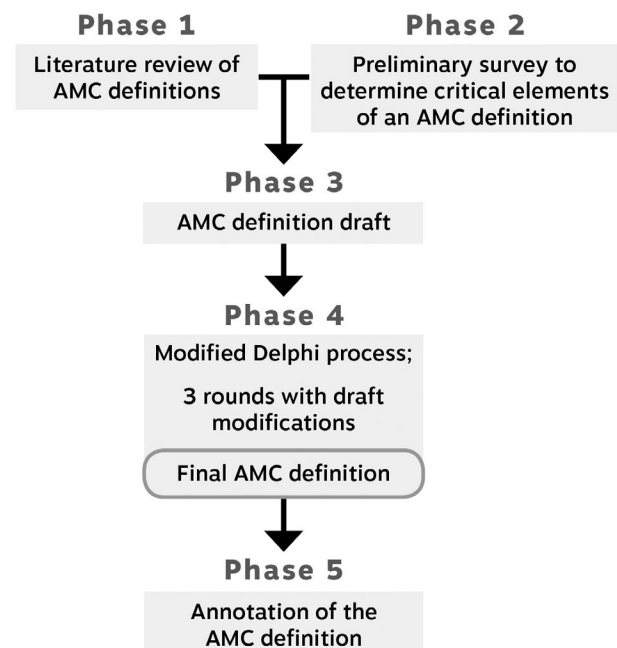 Phase 1
Literature review of
AMC definitions
Phase 2
Preliminary survey to
determine critical elements
of an AMC definition
Phase 3
AMC definition draft
Phase 4
Modified Delphi process;
3 rounds with draft
modifications
Final AMC definition
Phase 5
Annotation of the
AMC definition